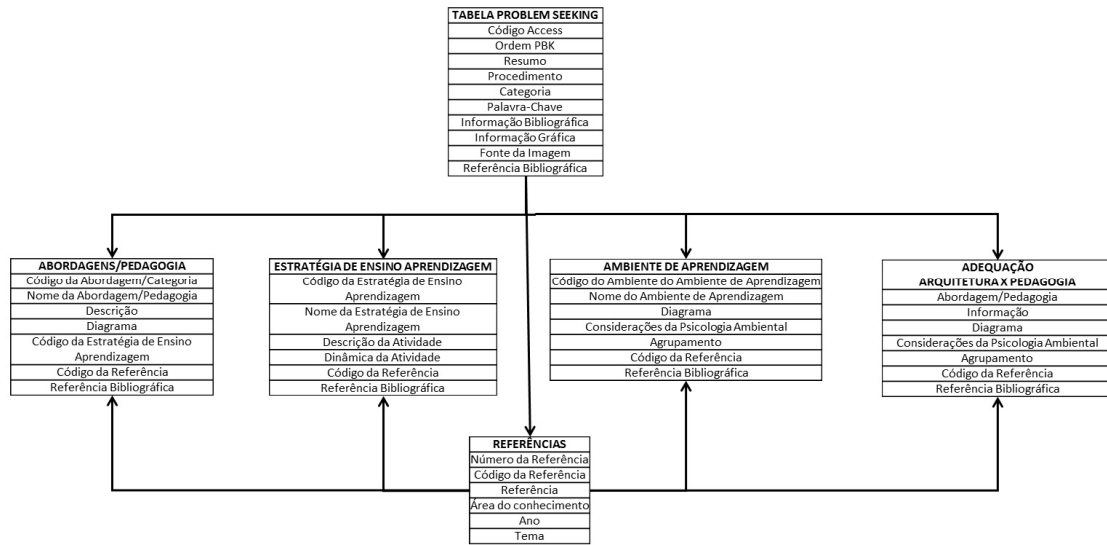 TABELA PROBLEM SEEKING
Código Access
Ordem PBK
Resumo
Procedimento
Categoria
Palavra-Chave
Informação Bibliográfica
Informação Gráfica
Fonte da Imagem
Referência Bibliográfica
ABORDAGENS/PEDAGOGIA
Código da Abordagem/Categoria
Nome da Abordagem/Pedagogia
Descrição
Diagrama
Código da Estratégia de Ensino
Aprendizagem
Código da Referência
Referência Bibliográfica
ESTRATÉGIA DE ENSINO APRENDIZAGEM
Código da Estratégia de Ensino
Aprendizagem
Nome da Estratégia de Ensino
Aprendizagem
Descrição da Atividade
Dinâmica da Atividade
Código da Referência
Referência Bibliográfica
AMBIENTE DE APRENDIZAGEM
Código do Ambiente do Ambiente de Aprendizagem
Nome do Ambiente de Aprendizagem
Diagrama
Considerações da Psicologia Ambiental
Agrupamento
Código da Referência
Referência Bibliográfica
ADEQUAÇÃO
ARQUITETURA X PEDAGOGIA
Abordagem/Pedagogia
Informação
Diagrama
Considerações da Psicologia Ambiental
Agrupamento
Código da Referência
Referência Bibliográfica
REFERÊNCIAS
Número da Referência
Código da Referência
Referência
Área do conhecimento
Ano
Tema